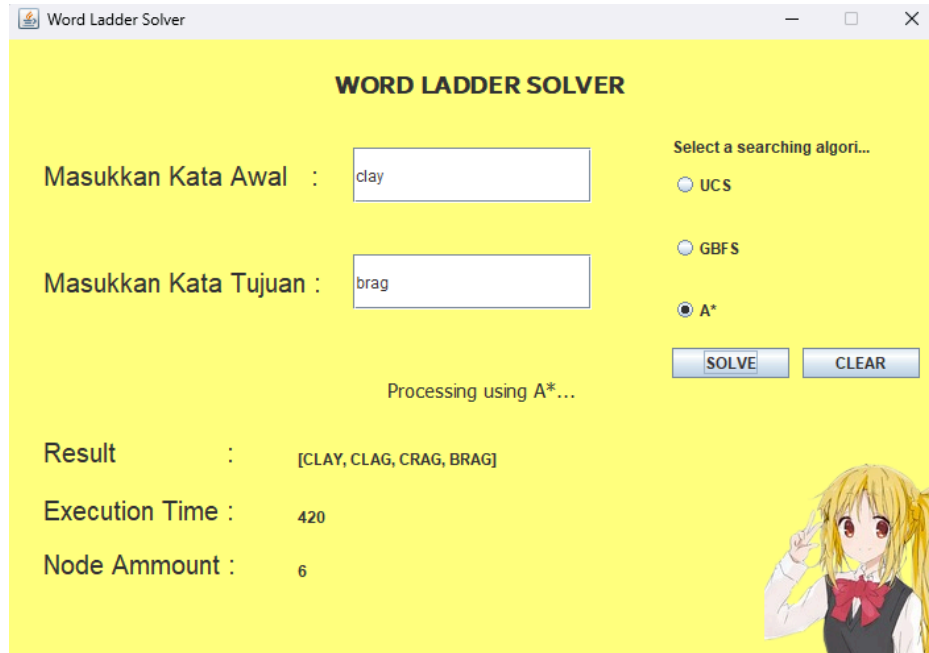 Word Ladder Solver
WORD LADDER SOLVER
Masukkan Kata Awal :
clay
Masukkan Kata Tujuan :
brag
Select a searching algori...
UCS
GBFS
A*
SOLVE
CLEAR
Processing using A*...
Result :
[CLAY, CLAG, CRAG, BRAG]
Execution Time :
420
Node Ammount :
6